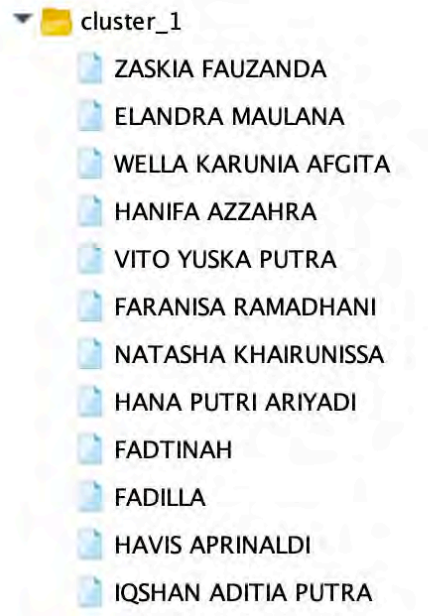 cluster_1
ZASKIA FAUZANDA
ELANDRA MAULANA
WELLA KARUNIA AFGITA
HANIFA AZZAHRA
VITO YUSKA PUTRA
FARANISA RAMADHANI
NATASHA KHAIRUNISSA
HANA PUTRI ARIYADI
FADTINAH
FADILLA
HAVIS APRINALDI
IQSHAN ADITIA PUTRA